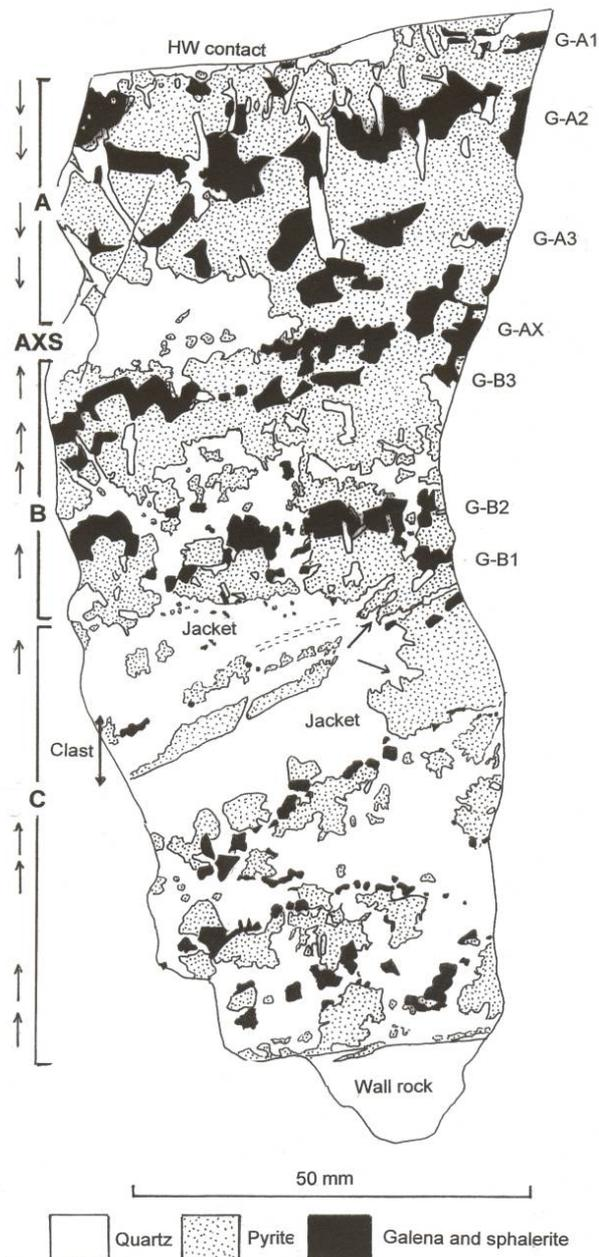 HW contact
G-A1
G-A2
A
G-A3
AXS
G-AX
G-B3
B
G-B2
G-B1
Jacket
Jacket
Clast
C
Wall rock
50 mm
Quartz
Pyrite
Galena and sphalerite